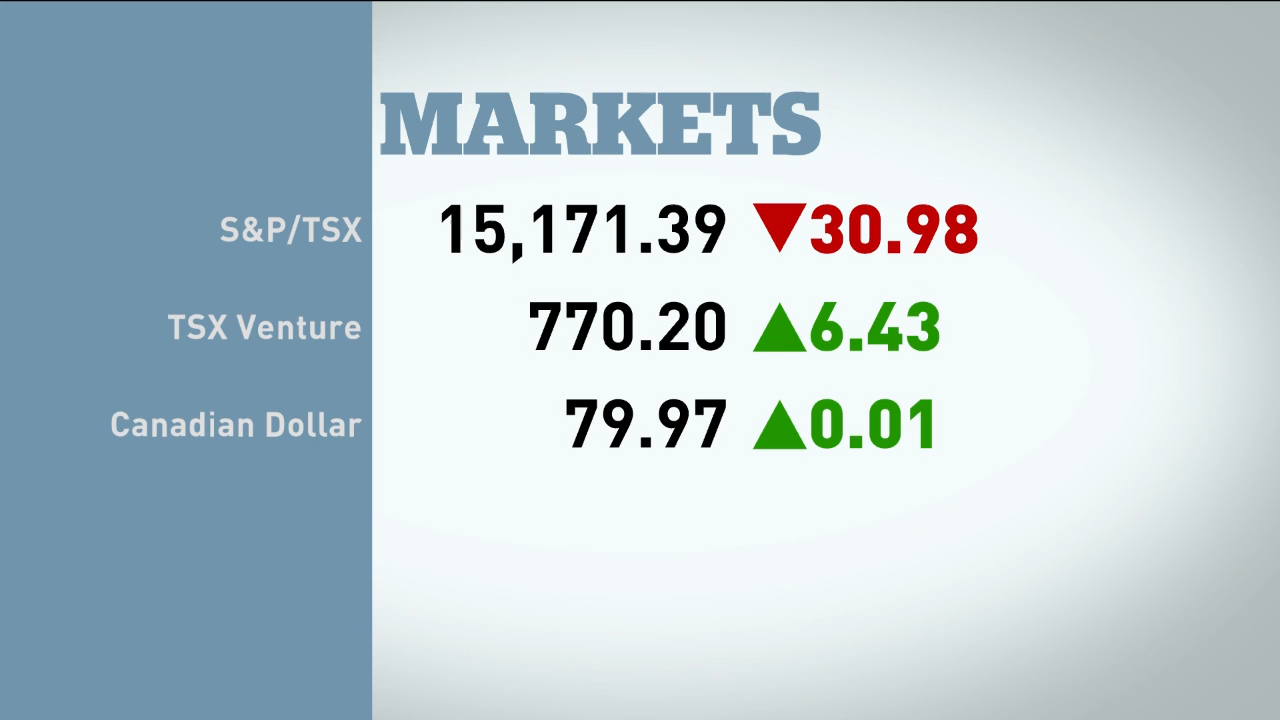 MARKETS
S&P/TSX 15,171.39 ▼30.98
TSX Venture 770.20 ▲6.43
Canadian Dollar 79.97 ▲0.01